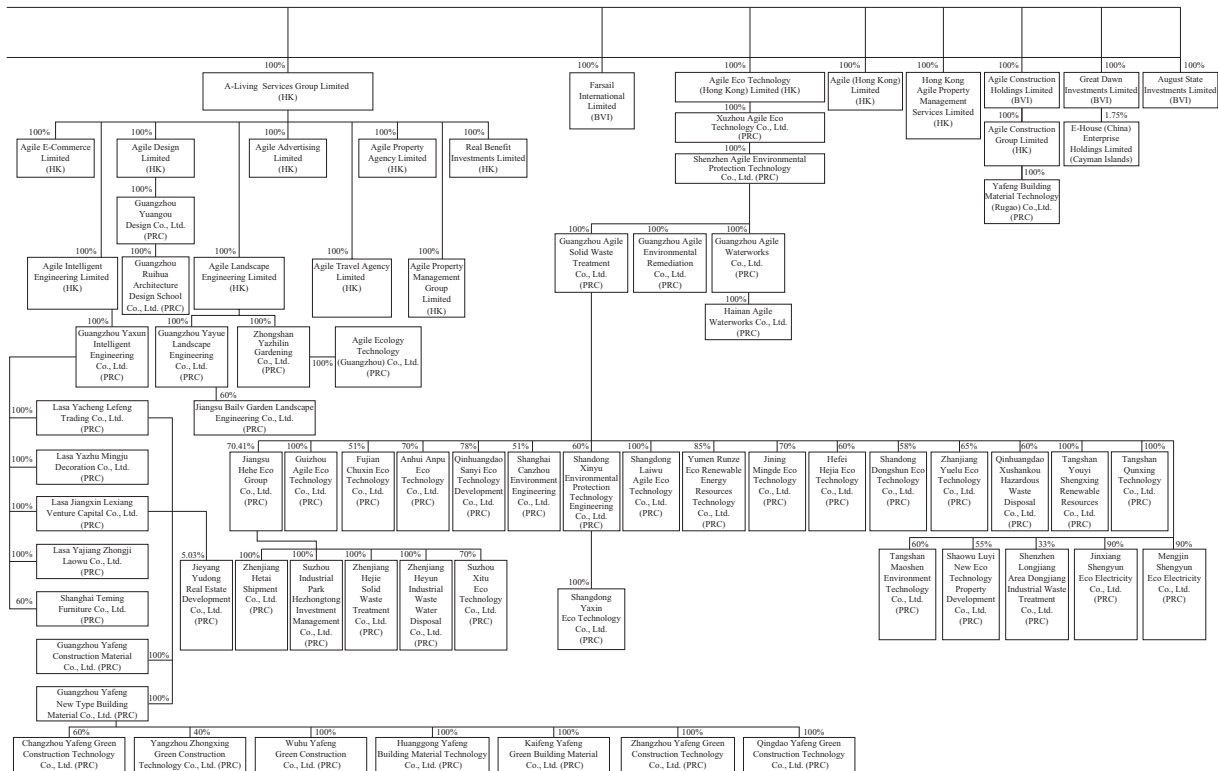 100%
100%
100%
100%
100%
100%
100%
100%
A-Living Services Group Limited
(HK)
Farsail
International
Limited
(BVI)
Agile Eco Technology
(Hong Kong) Limited (HK)
Agile (Hong Kong)
Limited
(HK)
Hong Kong
Agile Property
Management
Services Limited
(HK)
Agile Construction
Holdings Limited
(BVI)
Great Dawn
Investments Limited
(BVI)
August State
Investments Limited
(BVI)
100%
Xuzhou Agile Eco
Technology Co., Ltd.
(PRC)
100%
Agile Construction
Group Limited
(HK)
1.75%
E-House (China)
Enterprise
Holdings Limited
(Cayman Islands)
100%
Agile E-Commerce
Limited
(HK)
100%
Agile Design
Limited
(HK)
100%
Agile Advertising
Limited
(HK)
100%
Agile Property
Agency Limited
(HK)
100%
Real Benefit
Investments Limited
(HK)
100%
Shenzhen Agile Environmental
Protection Technology
Co., Ltd. (PRC)
100%
Yafeng Building
Material Technology
(Rugao) Co.,Ltd.
(PRC)
100%
Guangzhou
Yuangou
Design Co., Ltd.
(PRC)
100%
Guangzhou Agile
Solid Waste
Treatment
Co., Ltd.
(PRC)
100%
Guangzhou Agile
Environmental
Remediation
Co., Ltd.
(PRC)
100%
Guangzhou Agile
Waterworks
Co., Ltd.
(PRC)
100%
Agile Intelligent
Engineering Limited
(HK)
100%
Guangzhou
Ruihua
Architecture
Design School
Co., Ltd. (PRC)
100%
Agile Landscape
Engineering Limited
(HK)
100%
Agile Travel Agency
Limited
(HK)
100%
Agile Property
Management
Group
Limited
(HK)
100%
Hainan Agile
Waterworks Co., Ltd.
(PRC)
100%
Guangzhou Yaxun
Intelligent
Engineering
Co., Ltd.
(PRC)
100%
Guangzhou Yayue
Landscape
Engineering
Co., Ltd.
(PRC)
100%
Zhongshan
Yazhilin
Gardening
Co., Ltd.
(PRC)
100%
Agile Ecology
Technology
(Guangzhou) Co., Ltd.
(PRC)
60%
Jiangsu Bailv Garden Landscape
Engineering Co., Ltd.
(PRC)
100%
Lasa Yacheng Lefeng
Trading Co., Ltd.
(PRC)
100%
Lasa Yazhu Mingju
Decoration Co., Ltd.
(PRC)
100%
Lasa Jiangxin Lexiang
Venture Capital Co., Ltd.
(PRC)
100%
Lasa Yajiang Zhongji
Laowu Co., Ltd.
(PRC)
60%
Shanghai Teming
Furniture Co., Ltd.
(PRC)
Guangzhou Yafeng
Construction Material
Co., Ltd. (PRC)
100%
Guangzhou Yafeng
New Type Building
Material Co., Ltd. (PRC)
100%
70.41%
Jiangsu
Hehe Eco
Group
Co., Ltd.
(PRC)
100%
Guizhou
Agile Eco
Technology
Co., Ltd.
(PRC)
51%
Fujian
Chuxin Eco
Technology
Co., Ltd.
(PRC)
70%
Anhui Anpu
Eco
Technology
Co., Ltd.
(PRC)
78%
Qinhuangdao
Sanyi Eco
Technology
Development
Co., Ltd.
(PRC)
51%
Shanghai
Canzhou
Environment
Engineering
Co., Ltd.
(PRC)
60%
Shandong
Xinyu
Environmental
Protection
Technology
Engineering
Co., Ltd.
(PRC)
100%
Shangdong
Laiwu
Agile Eco
Technology
Co., Ltd.
(PRC)
85%
Yumen Runze
Eco Renewable
Energy
Resources
Technology
Co., Ltd.
(PRC)
70%
Jining
Mingde Eco
Technology
Co., Ltd.
(PRC)
60%
Hefei
Hejia Eco
Technology
Co., Ltd.
(PRC)
58%
Shandong
Dongshun Eco
Technology
Co., Ltd.
(PRC)
65%
Zhanjiang
Yuelu Eco
Technology
Co., Ltd.
(PRC)
60%
Qinhuangdao
Xushankou
Hazardous
Waste
Disposal
Co., Ltd.
(PRC)
100%
Tangshan
Youyi
Shengxing
Renewable
Resources
Co., Ltd.
(PRC)
100%
Tangshan
Qunxing
Technology
Co., Ltd.
(PRC)
5.03%
Jieyang
Yudong
Real Estate
Development
Co., Ltd.
(PRC)
100%
Zhenjiang
Hetai
Shipment
Co., Ltd.
(PRC)
100%
Suzhou
Industrial
Park
Hezhongtong
Investment
Management
Co., Ltd.
(PRC)
100%
Zhenjiang
Hejie
Solid
Waste
Treatment
Co., Ltd.
(PRC)
100%
Zhenjiang
Heyun
Industrial
Waste
Water
Disposal
Co., Ltd.
(PRC)
70%
Suzhou
Xitu
Eco
Technology
Co., Ltd.
(PRC)
100%
Shangdong
Yaxin
Eco Technology
Co., Ltd.
(PRC)
60%
Tangshan
Maoshen
Environment
Technology
Co., Ltd.
(PRC)
55%
Shaowu Luyi
New Eco
Technology
Property
Development
Co., Ltd.
(PRC)
33%
Shenzhen
Longjiang
Area Dongjiang
Industrial Waste
Treatment
Co., Ltd.
(PRC)
90%
Jinxiang
Shengyun
Eco Electricity
Co., Ltd.
(PRC)
90%
Mengjin
Shengyun
Eco Electricity
Co., Ltd.
(PRC)
60%
Changzhou Yafeng Green
Construction Technology
Co., Ltd. (PRC)
40%
Yangzhou Zhongxing
Green Construction
Technology Co., Ltd. (PRC)
100%
Wuhu Yafeng
Green Construction
Co., Ltd. (PRC)
100%
Huanggong Yafeng
Building Material Technology
Co., Ltd. (PRC)
100%
Kaifeng Yafeng
Green Building Material
Co., Ltd. (PRC)
100%
Zhangzhou Yafeng Green
Construction Technology
Co., Ltd. (PRC)
100%
Qingdao Yafeng Green
Construction Technology
Co., Ltd. (PRC)